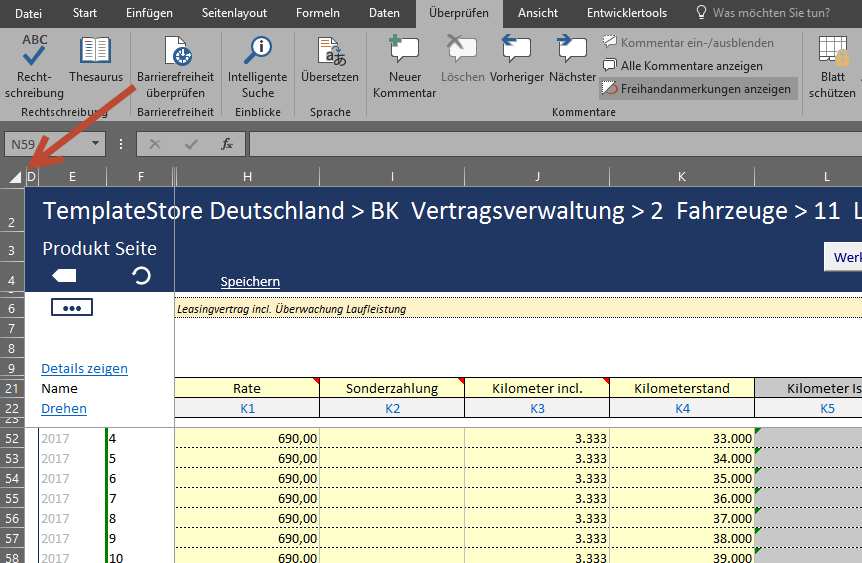 Datei Start Einfügen Seitenlayout Formeln Daten Überprüfen Ansicht Entwicklertools Was möchten Sie tun?
ABC
Recht-
schreibung
Thesaurus
Barrierefreiheit
überprüfen
Intelligente
Suche
Übersetzen
Neuer
Kommentar
Löschen
Vorheriger
Nächster
Kommentar ein-/ausblenden
Alle Kommentare anzeigen
Freihandanmerkungen anzeigen
Blatt
schützen
Rechtschreibung Barrierefreiheit Einblicke Sprache Kommentare
N59 fx
D E F H I J K L
2 TemplateStore Deutschland > BK Vertragsverwaltung > 2 Fahrzeuge > 11 L
3 Produkt Seite
Werk
4 Speichern
6 Leasingvertrag incl. Überwachung Laufleistung
7
8
9 Details zeigen
21 Name Rate Sonderzahlung Kilometer incl. Kilometerstand Kilometer Is
22 Drehen K1 K2 K3 K4 K5
23
52 2017 4 690,00 3.333 33.000
53 2017 5 690,00 3.333 34.000
54 2017 6 690,00 3.333 35.000
55 2017 7 690,00 3.333 36.000
56 2017 8 690,00 3.333 37.000
57 2017 9 690,00 3.333 38.000
58 2017 10 690,00 3.333 39.000